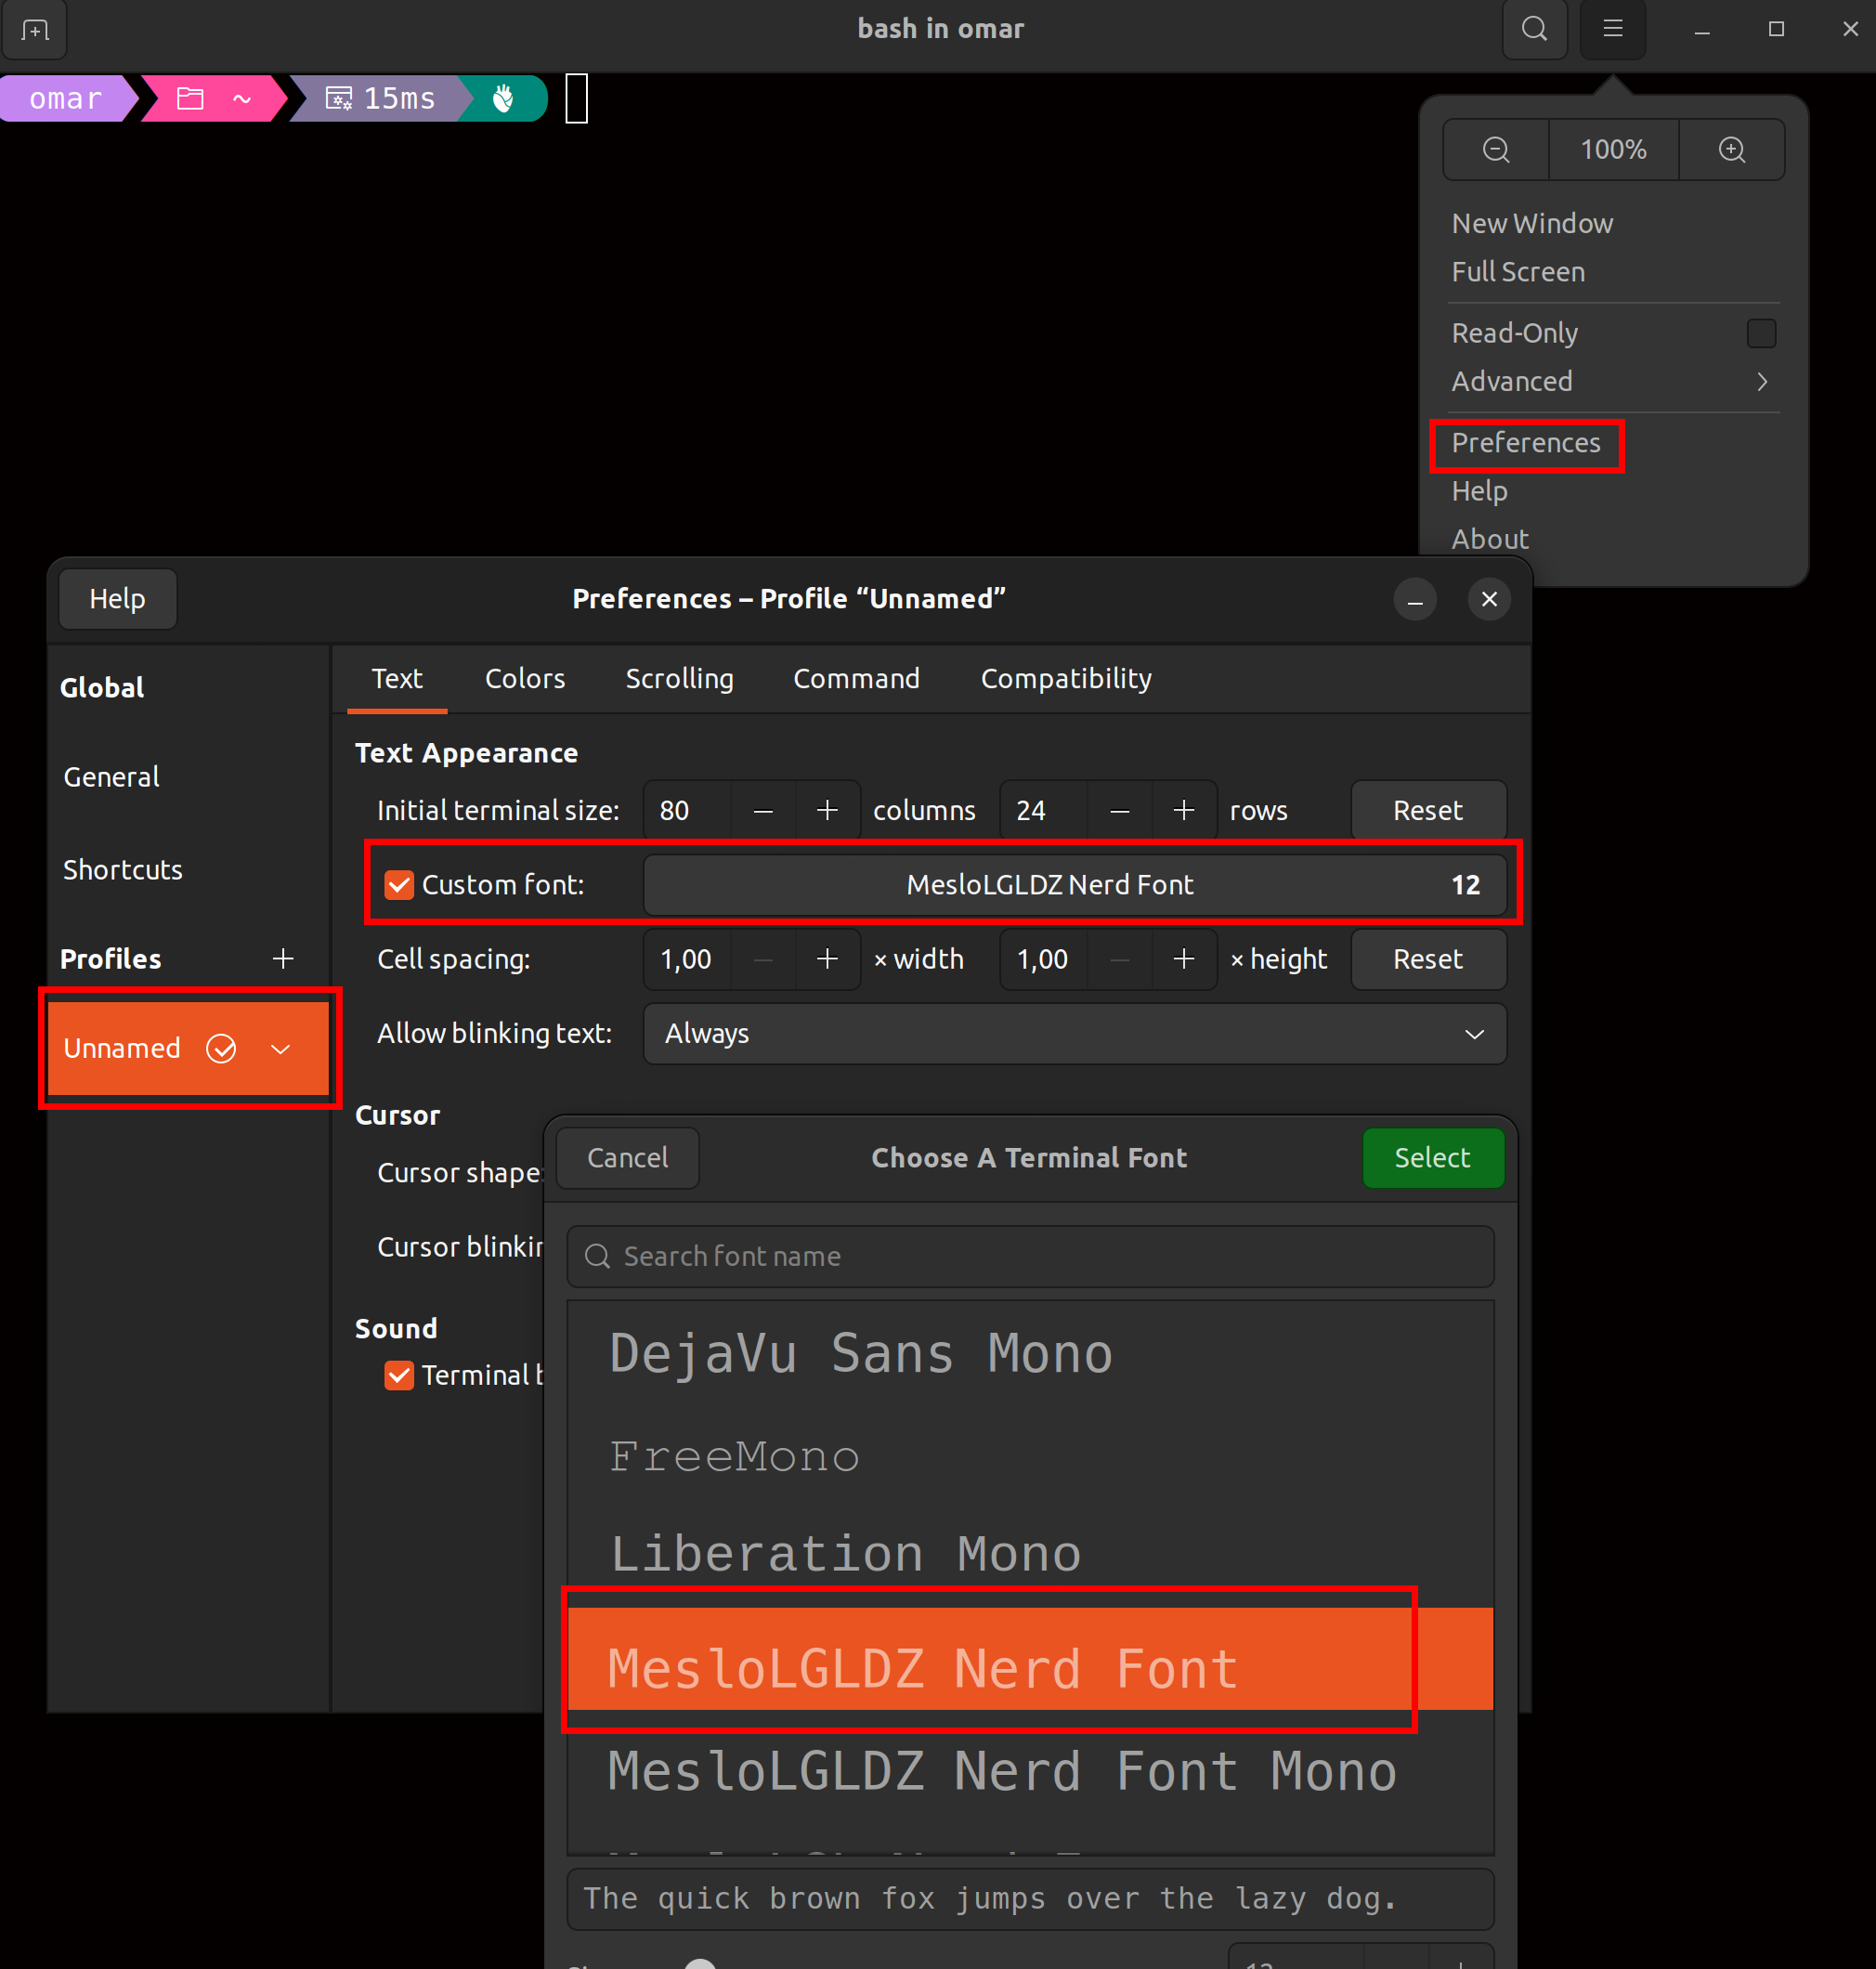 bash in omar
omar ~ 15ms
100%
New Window
Full Screen
Read-Only
Advanced
Preferences
Help
About
Help
Preferences – Profile “Unnamed”
Global
General
Shortcuts
Profiles
Unnamed
Text Colors Scrolling Command Compatibility
Text Appearance
Initial terminal size: 80 columns 24 rows Reset
Custom font: MesloLGLDZ Nerd Font 12
Cell spacing: 1,00 × width 1,00 × height Reset
Allow blinking text: Always
Cursor
Cursor shape:
Cursor blinkin
Sound
Terminal b
Cancel Choose A Terminal Font Select
Search font name
DejaVu Sans Mono
FreeMono
Liberation Mono
MesloLGLDZ Nerd Font
MesloLGLDZ Nerd Font Mono
The quick brown fox jumps over the lazy dog.